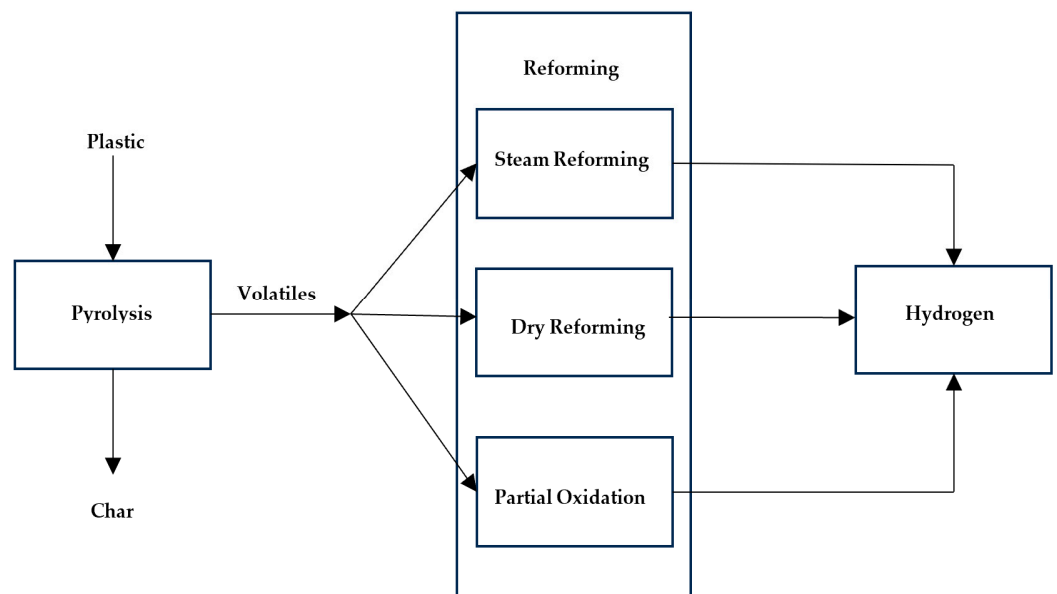 Reforming
Plastic
Steam Reforming
Volatiles
Pyrolysis
Dry Reforming
Hydrogen
Partial Oxidation
Char